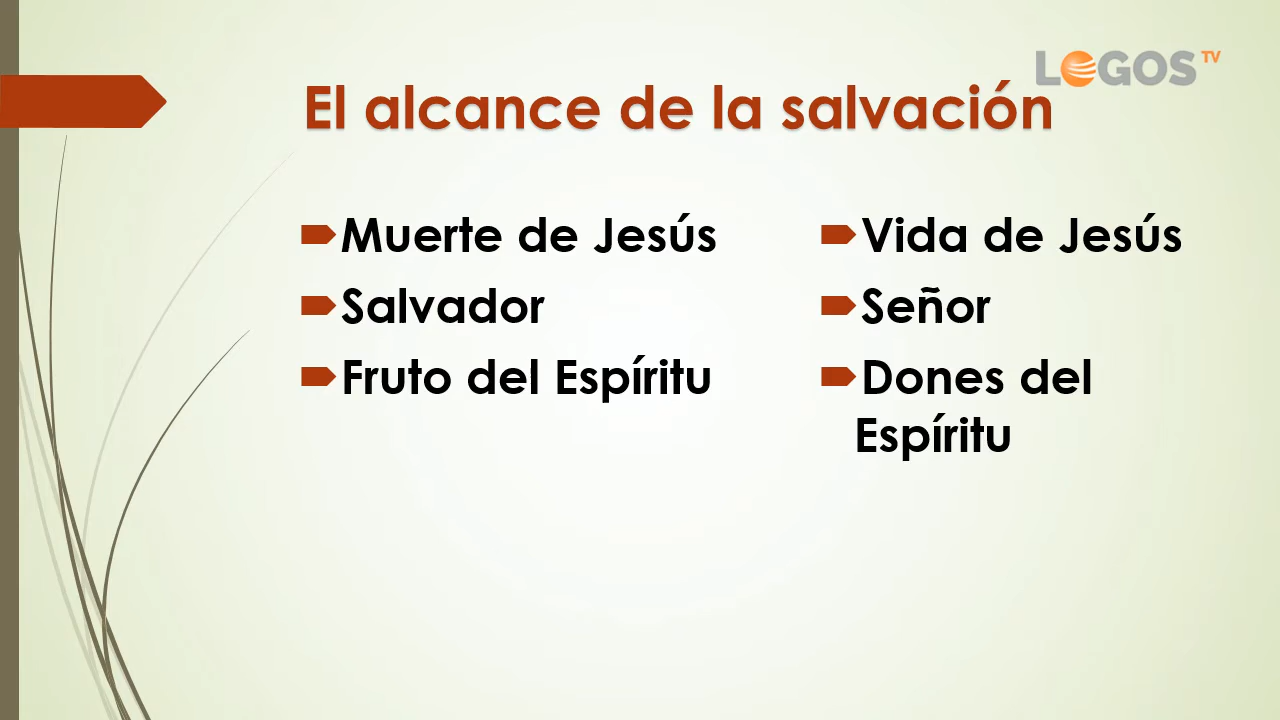 LOGOS TV
El alcance de la salvación
Muerte de Jesús
Salvador
Fruto del Espíritu
Vida de Jesús
Señor
Dones del
Espíritu